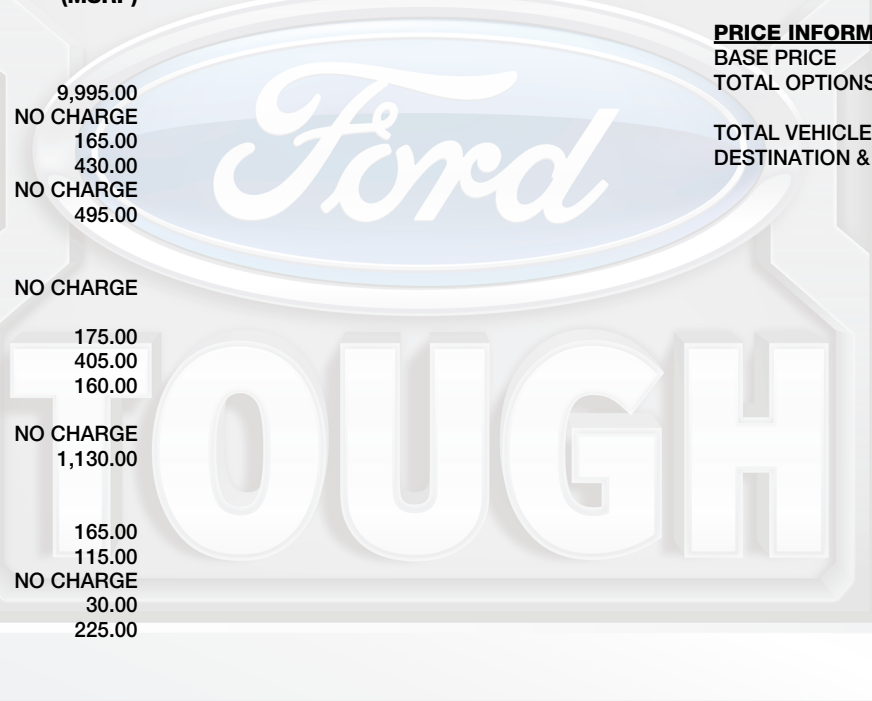 (MSRP)
9,995.00
NO CHARGE
165.00
430.00
NO CHARGE
495.00
NO CHARGE
175.00
405.00
160.00
NO CHARGE
1,130.00
165.00
115.00
NO CHARGE
30.00
225.00
PRICE INFORM
BASE PRICE
TOTAL OPTIONS
TOTAL VEHICLE
DESTINATION &
Ford
TOUGH